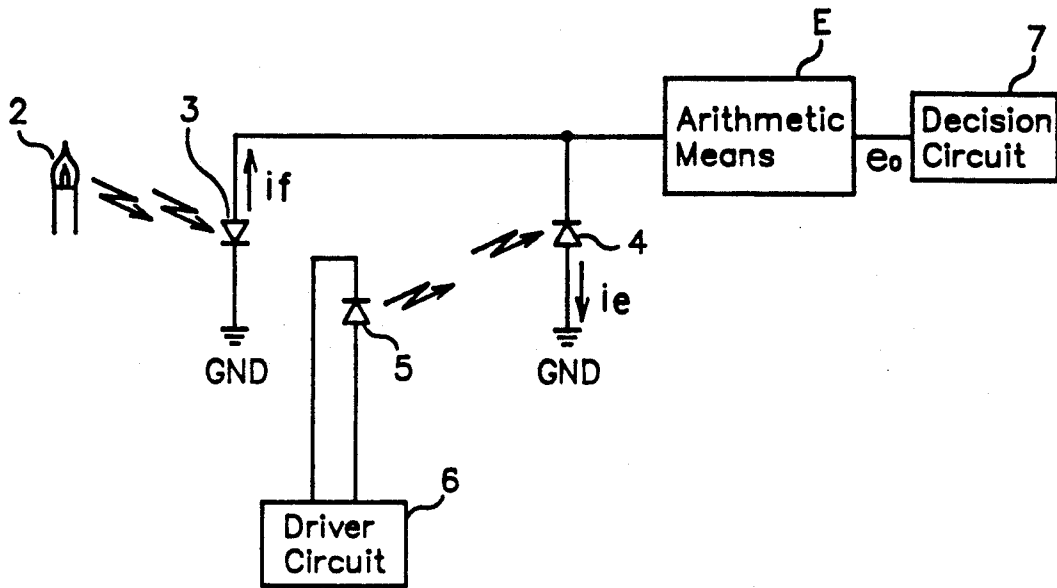 E
7
2
3
Arithmetic
Means
Decision
Circuit
if
e0
4
ie
5
GND
GND
6
Driver
Circuit